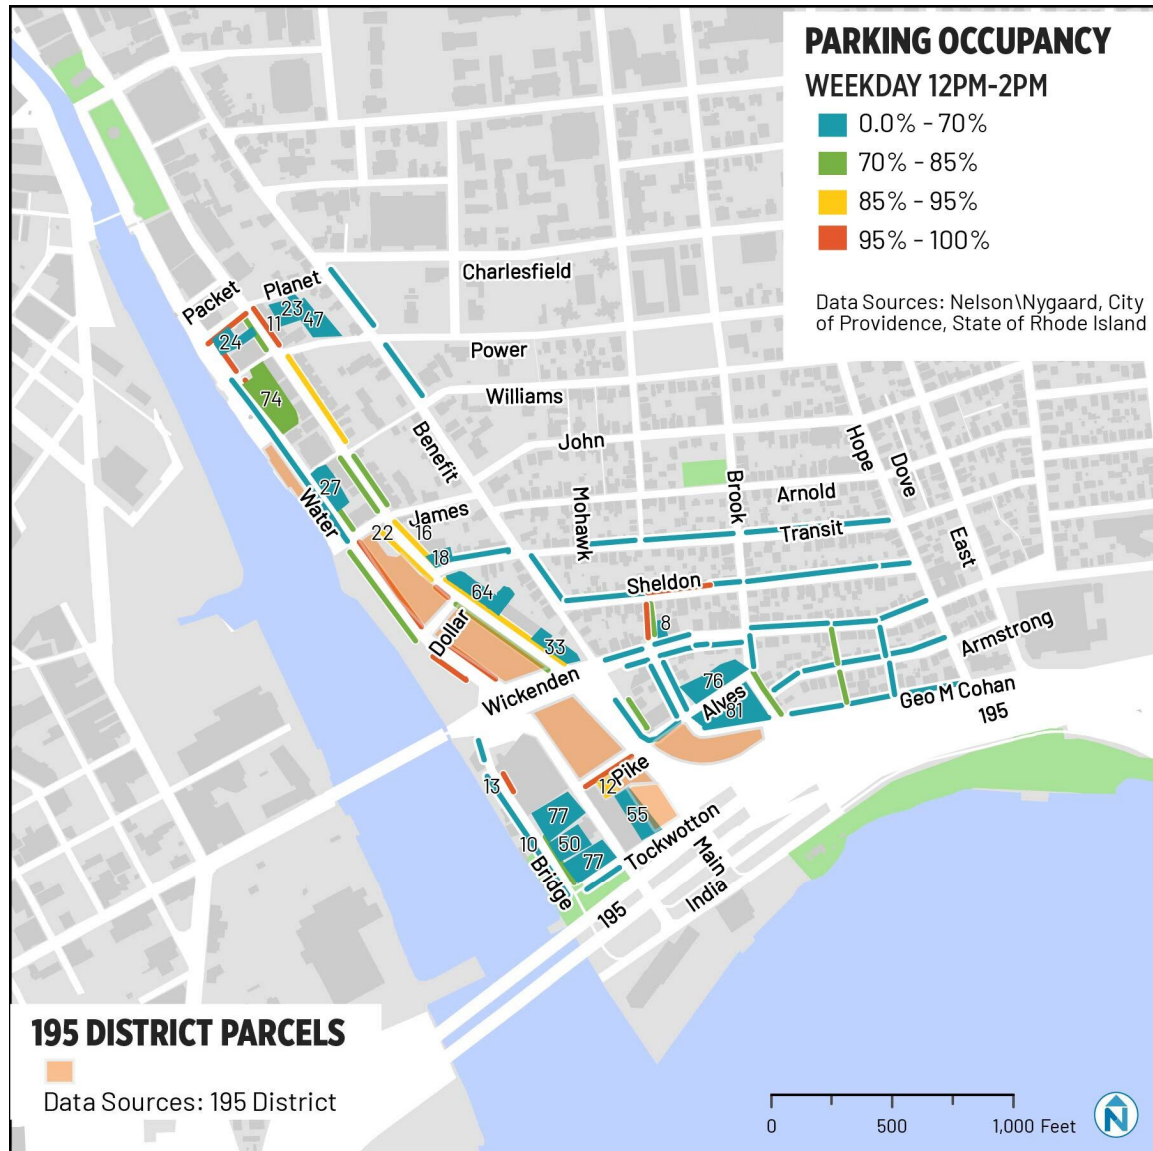 PARKING OCCUPANCY
WEEKDAY 12PM-2PM
0.0% - 70%
70% - 85%
85% - 95%
95% - 100%
Data Sources: Nelson\Nygaard, City
of Providence, State of Rhode Island
Charlesfield
Planet
Packet
23
47
11
24
Power
Williams
74
Benefit
John
Hope
Dove
Brook
Arnold
Mohawk
27
Water
James
22
16
Transit
East
18
Sheldon
64
8
Dollar
33
Armstrong
Wickenden
76
Alves
81
Geo M Cohan
195
Pike
13
12
77
55
10
50
77
Tockwotton
Main
Bridge
India
195
195 DISTRICT PARCELS
Data Sources: 195 District
0
500
1,000 Feet
N